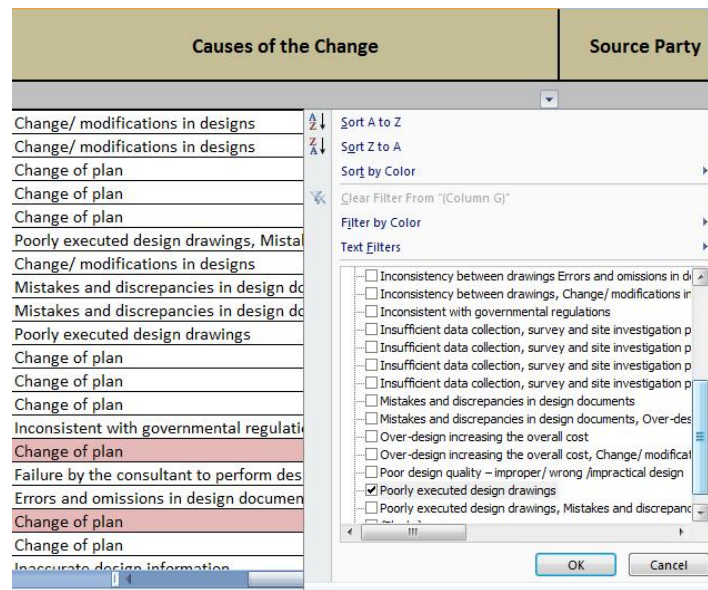 Causes of the Change
Source Party
Change/ modifications in designs
Change/ modifications in designs
Change of plan
Change of plan
Change of plan
Poorly executed design drawings, Mistal
Change/ modifications in designs
Mistakes and discrepancies in design do
Mistakes and discrepancies in design do
Poorly executed design drawings
Change of plan
Change of plan
Change of plan
Inconsistent with governmental regulati
Change of plan
Failure by the consultant to perform des
Errors and omissions in design documen
Change of plan
Change of plan
Inaccurate design information
Sort A to Z
Sort Z to A
Sort by Color
Clear Filter From "(Column G)"
Filter by Color
Text Filters
Inconsistency between drawings Errors and omissions in de
Inconsistency between drawings, Change/ modifications in
Inconsistent with governmental regulations
Insufficient data collection, survey and site investigation p
Insufficient data collection, survey and site investigation p
Insufficient data collection, survey and site investigation p
Insufficient data collection, survey and site investigation p
Mistakes and discrepancies in design documents
Mistakes and discrepancies in design documents, Over-des
Over-design increasing the overall cost
Over-design increasing the overall cost, Change/ modificat
Poor design quality – improper/ wrong /impractical design
Poorly executed design drawings
Poorly executed design drawings, Mistakes and discrepanc
OK
Cancel